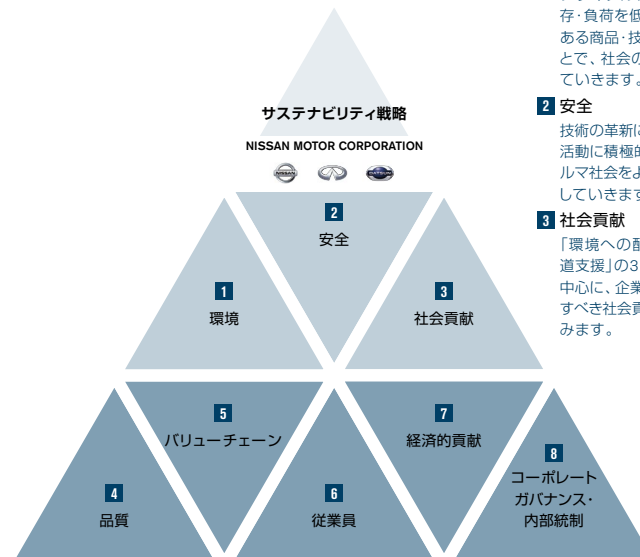 サステナビリティ戦略
NISSAN MOTOR CORPORATION
NISSAN
DATSUN
2
安全
1
環境
3
社会貢献
5
バリューチェーン
7
経済的貢献
4
品質
6
従業員
8
コーポレート
ガバナンス・
内部統制
存・負荷を低
ある商品・技
とで、社会の
ていきます。
2 安全
技術の革新に
活動に積極的
ルマ社会をよ
していきます
3 社会貢献
「環境への配
道支援」の3
中心に、企業
すべき社会貢
みます。